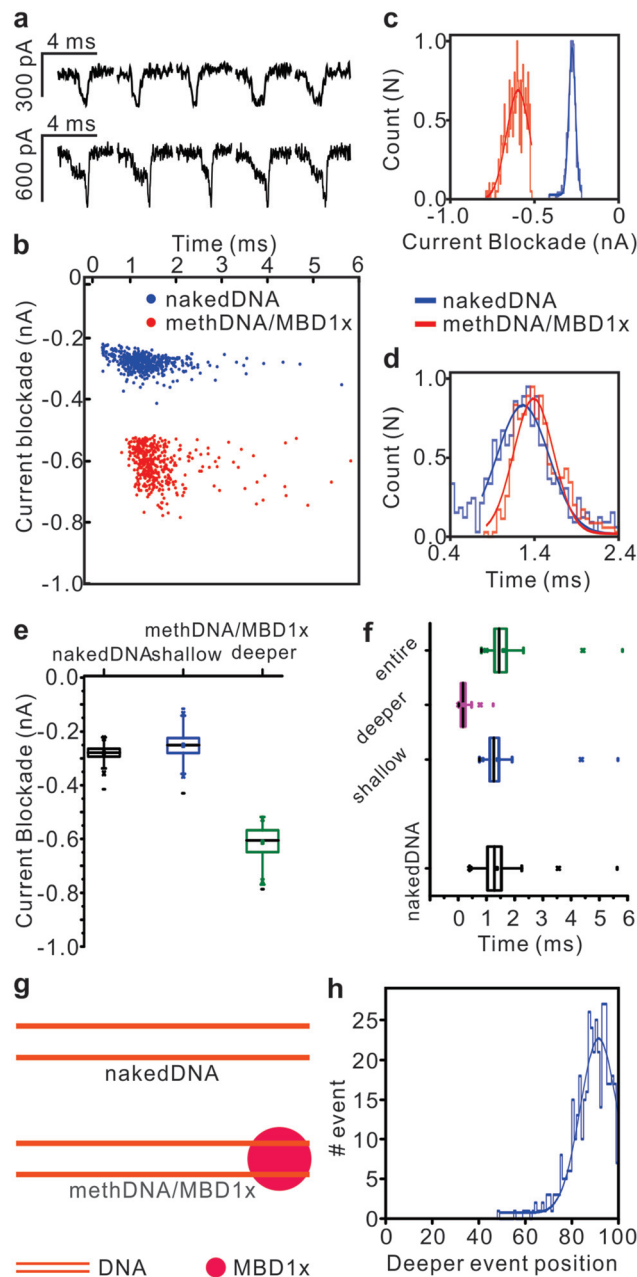 a
4 ms
300 pA
4 ms
600 pA
b
Time (ms)
0 1 2 3 4 5 6
0
-0.2
-0.4
-0.6
-0.8
-1.0
Current blockade (nA)
nakedDNA
methDNA/MBD1x
c
1.0
0.5
0.0
Count (N)
-1.0 -0.5 0
Current Blockade (nA)
nakedDNA
methDNA/MBD1x
d
1.0
0.5
0.0
Count (N)
0.4 1.4 2.4
Time (ms)
e
methDNA/MBD1x
nakedDNA shallow deeper
0.0
-0.2
-0.4
-0.6
-0.8
-1.0
Current Blockade (nA)
f
entire
deeper
shallow
nakedDNA
0 1 2 3 4 5 6
Time (ms)
g
nakedDNA
methDNA/MBD1x
DNA
MBD1x
h
25
20
15
10
5
0
# event
0 20 40 60 80 100
Deeper event position